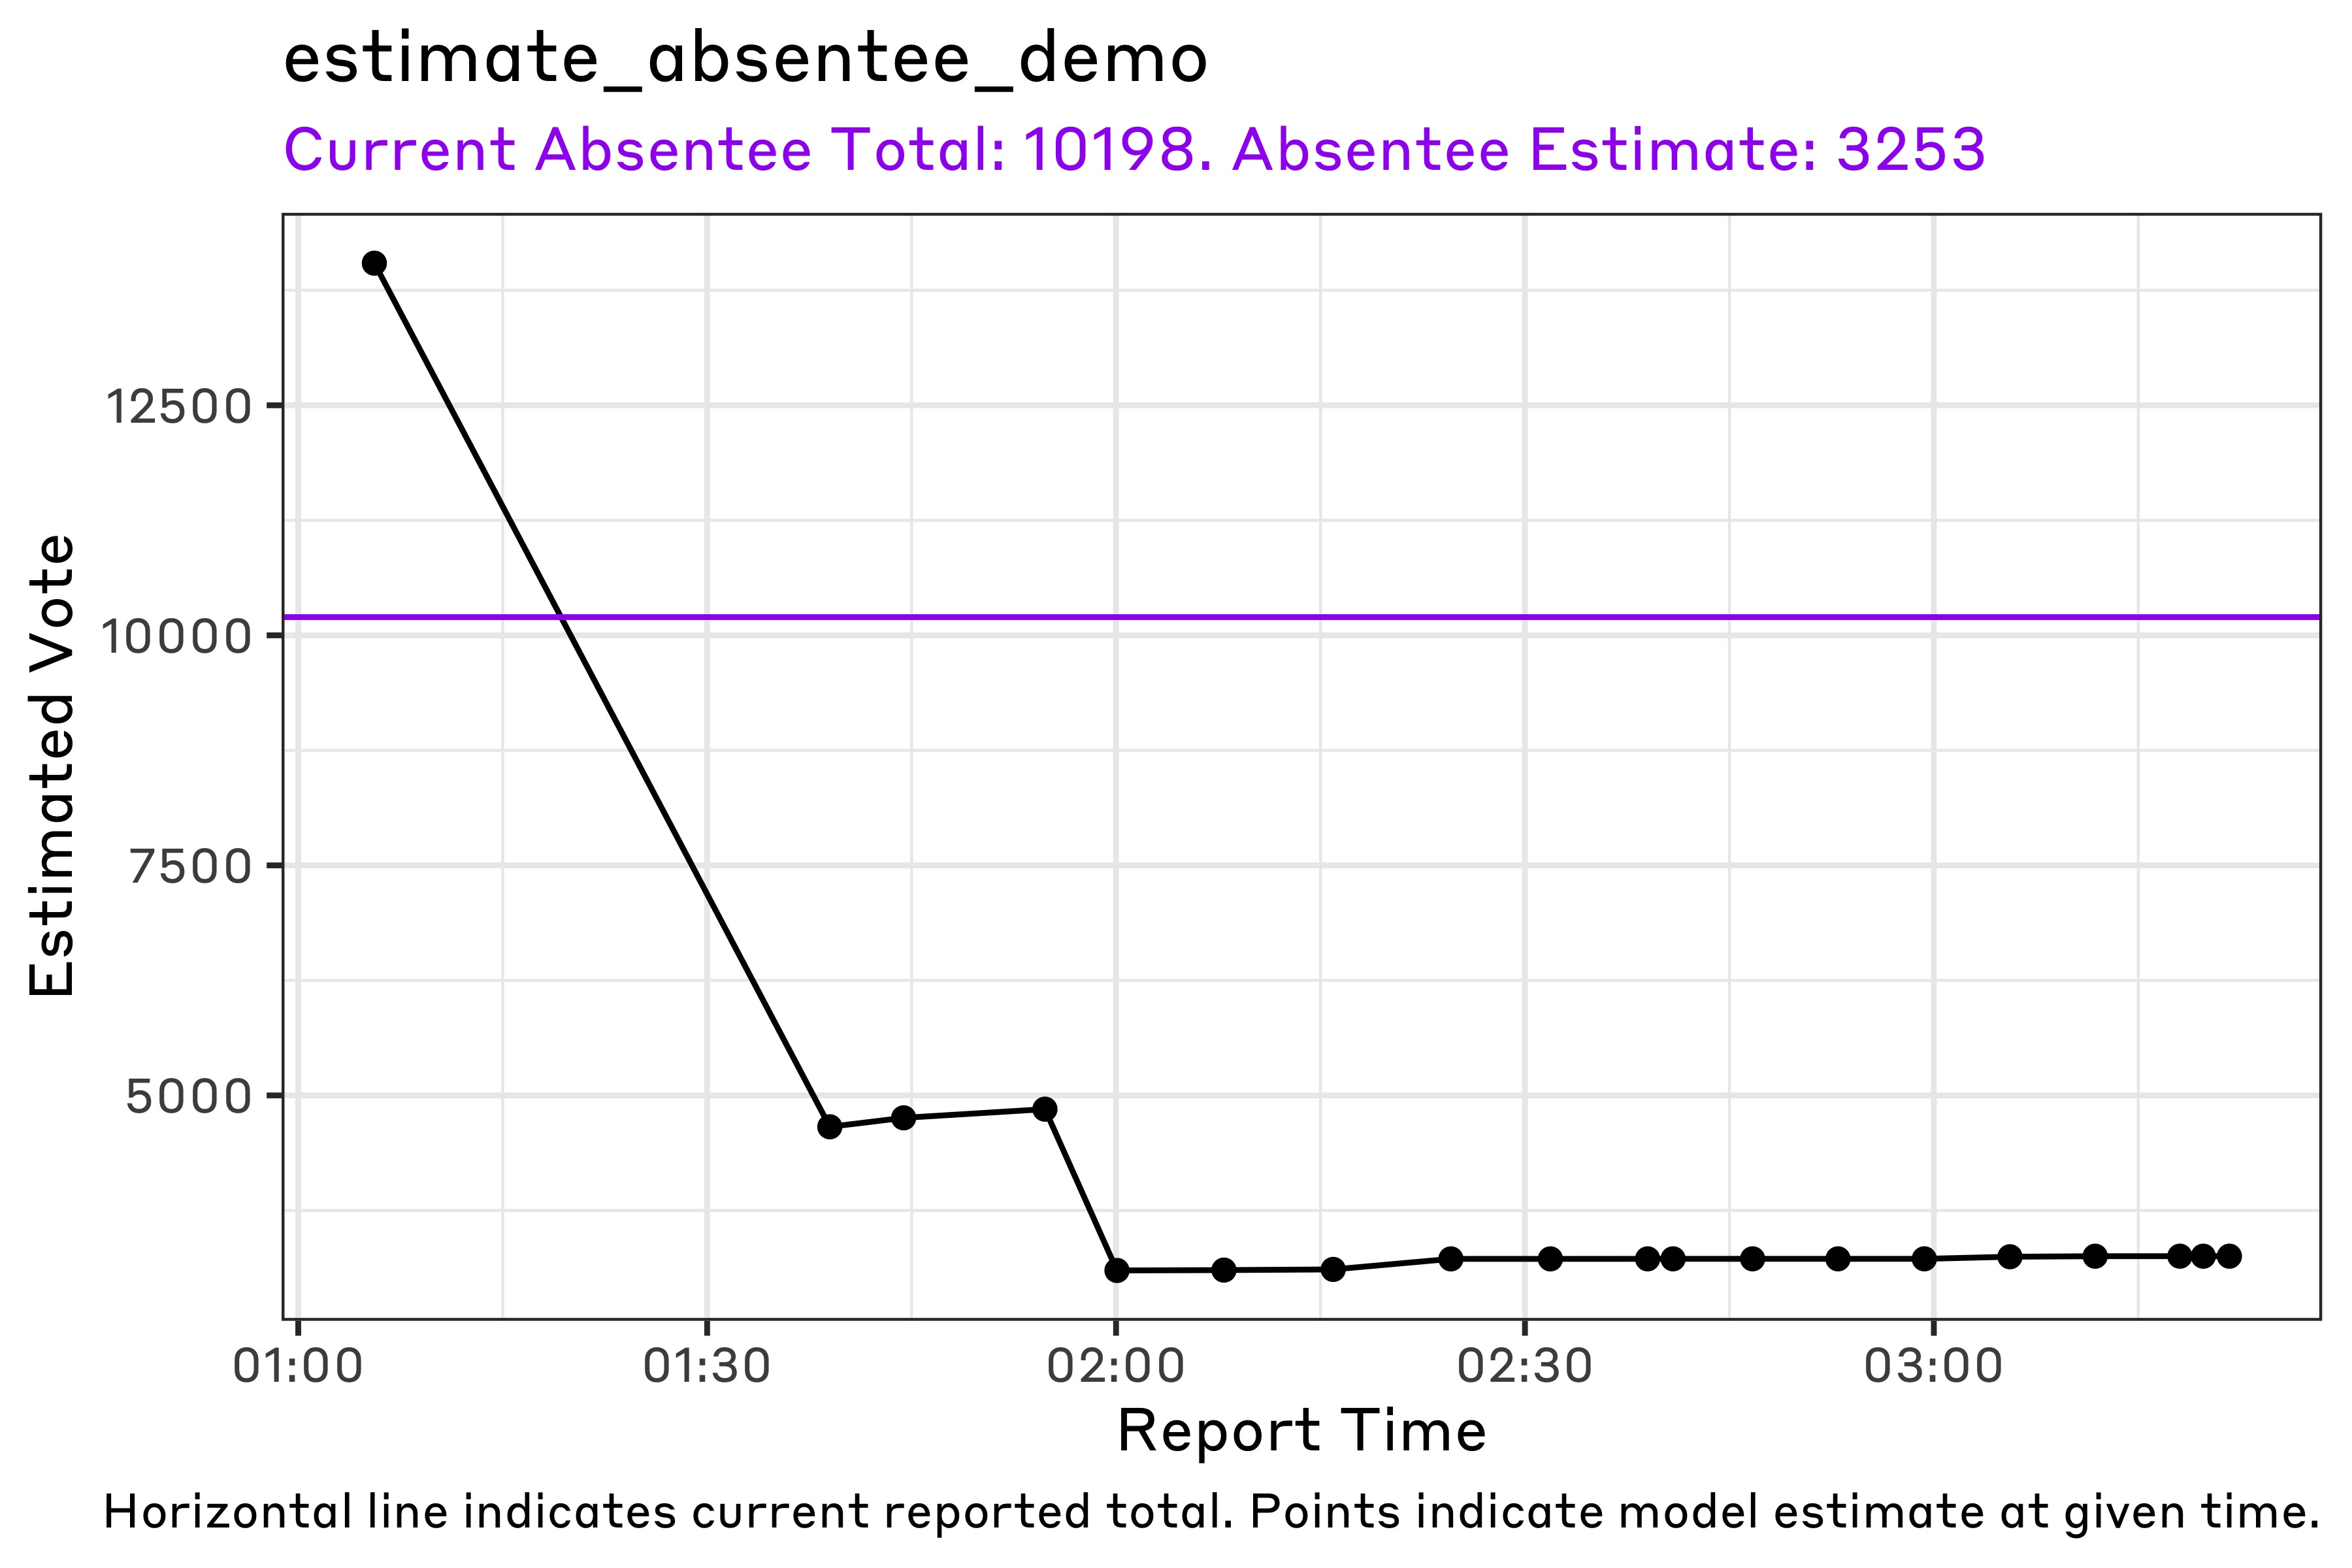 estimate_absentee_demo
Current Absentee Total: 10198. Absentee Estimate: 3253
Estimated Vote
12500
10000
7500
5000
01:00 01:30 02:00 02:30 03:00
Report Time
Horizontal line indicates current reported total. Points indicate model estimate at given time.